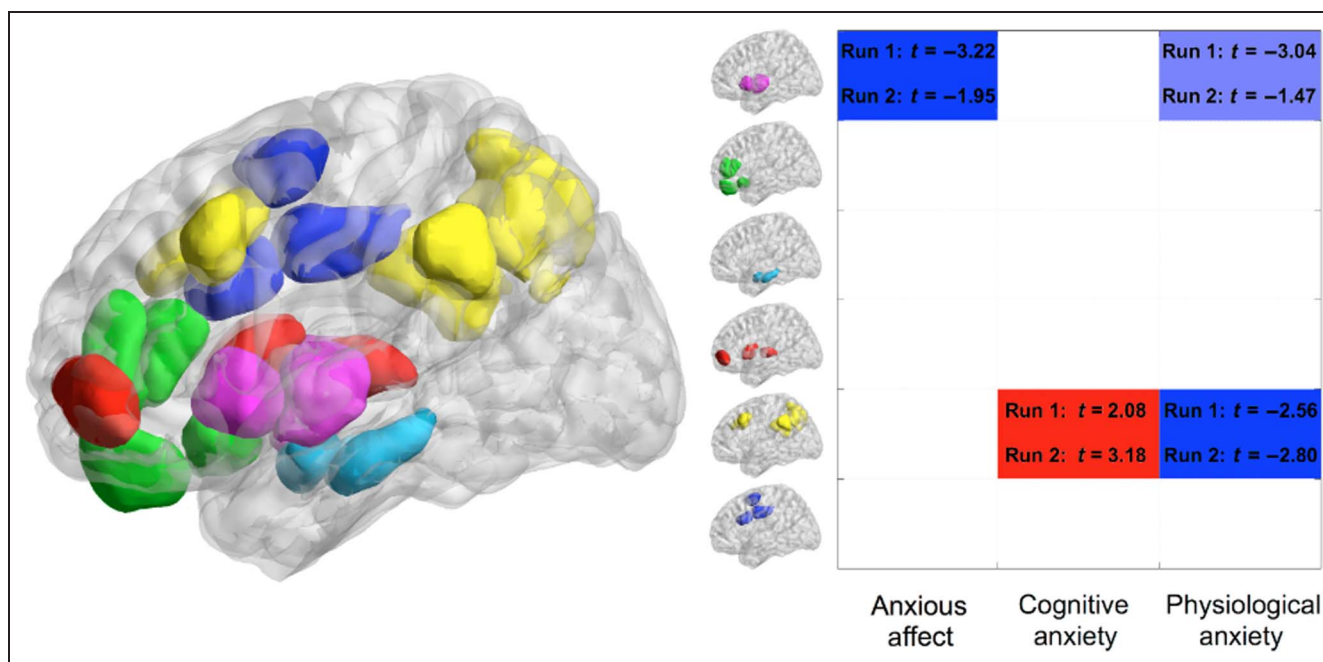 Run 1: t = −3.22
Run 2: t = −1.95
Run 1: t = −3.04
Run 2: t = −1.47
Run 1: t = 2.08
Run 2: t = 3.18
Run 1: t = −2.56
Run 2: t = −2.80
Anxious
affect
Cognitive
anxiety
Physiological
anxiety